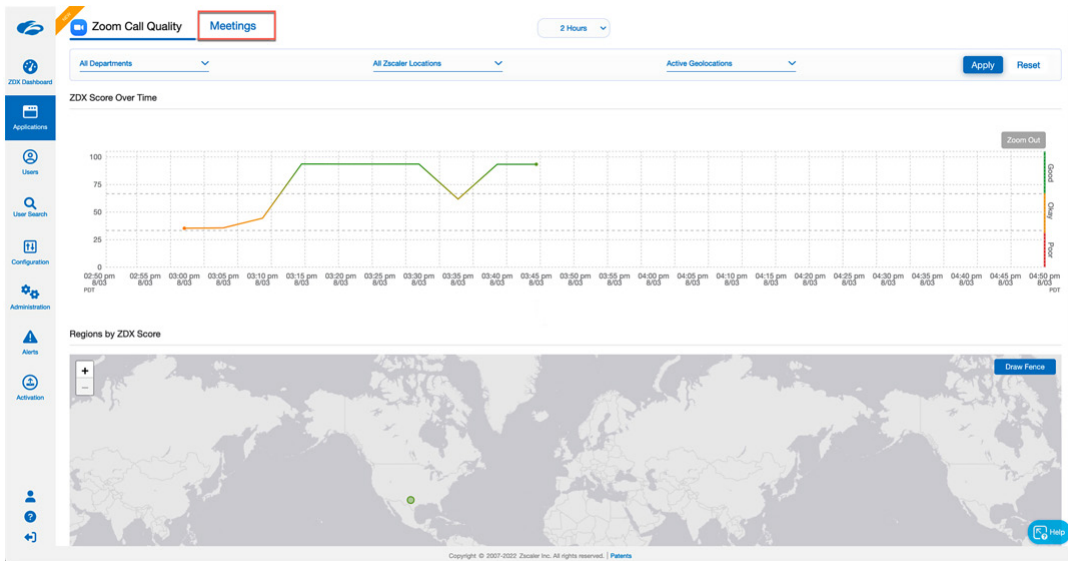 NEW
Zoom Call Quality Meetings 2 Hours
All Departments All Zscaler Locations Active Geolocations Apply Reset
ZDX Dashboard
Applications
Users
User Search
Configuration
Administration
Alerts
Activation
ZDX Score Over Time
Zoom Out
100
75
50
25
0
Good
Okay
Poor
02:50 pm 02:55 pm 03:00 pm 03:05 pm 03:10 pm 03:15 pm 03:20 pm 03:25 pm 03:30 pm 03:35 pm 03:40 pm 03:45 pm 03:50 pm 03:55 pm 04:00 pm 04:05 pm 04:10 pm 04:15 pm 04:20 pm 04:25 pm 04:30 pm 04:35 pm 04:40 pm 04:45 pm 04:50 pm
8/03 8/03 8/03 8/03 8/03 8/03 8/03 8/03 8/03 8/03 8/03 8/03 8/03 8/03 8/03 8/03 8/03 8/03 8/03 8/03 8/03 8/03 8/03 8/03 8/03
PDT PDT
Regions by ZDX Score
+
−
Draw Fence
Help
Copyright © 2007-2022 Zscaler Inc. All rights reserved. | Patents